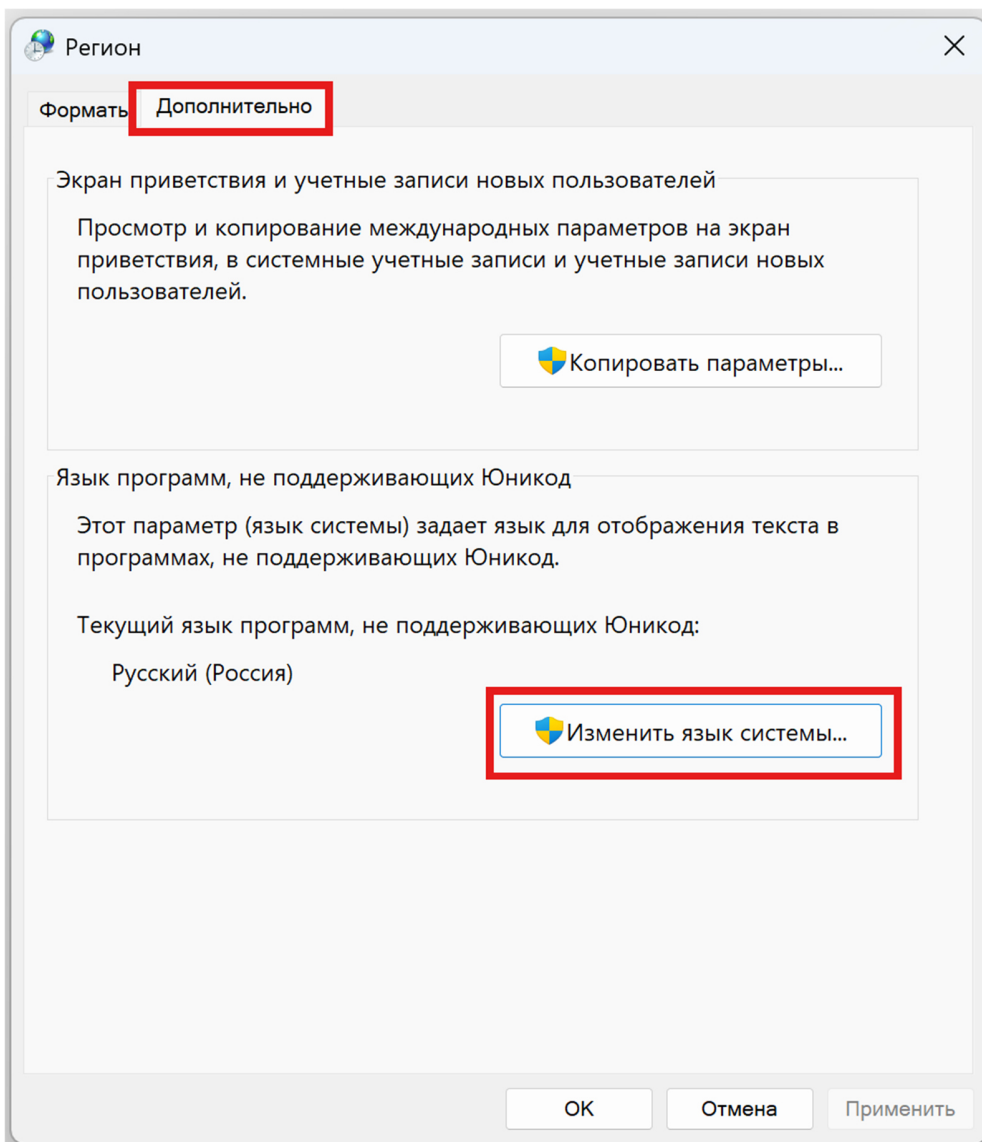 Регион
Форматы
Дополнительно
Экран приветствия и учетные записи новых пользователей
Просмотр и копирование международных параметров на экран
приветствия, в системные учетные записи и учетные записи новых
пользователей.
Копировать параметры...
Язык программ, не поддерживающих Юникод
Этот параметр (язык системы) задает язык для отображения текста в
программах, не поддерживающих Юникод.
Текущий язык программ, не поддерживающих Юникод:
Русский (Россия)
Изменить язык системы...
ОК
Отмена
Применить